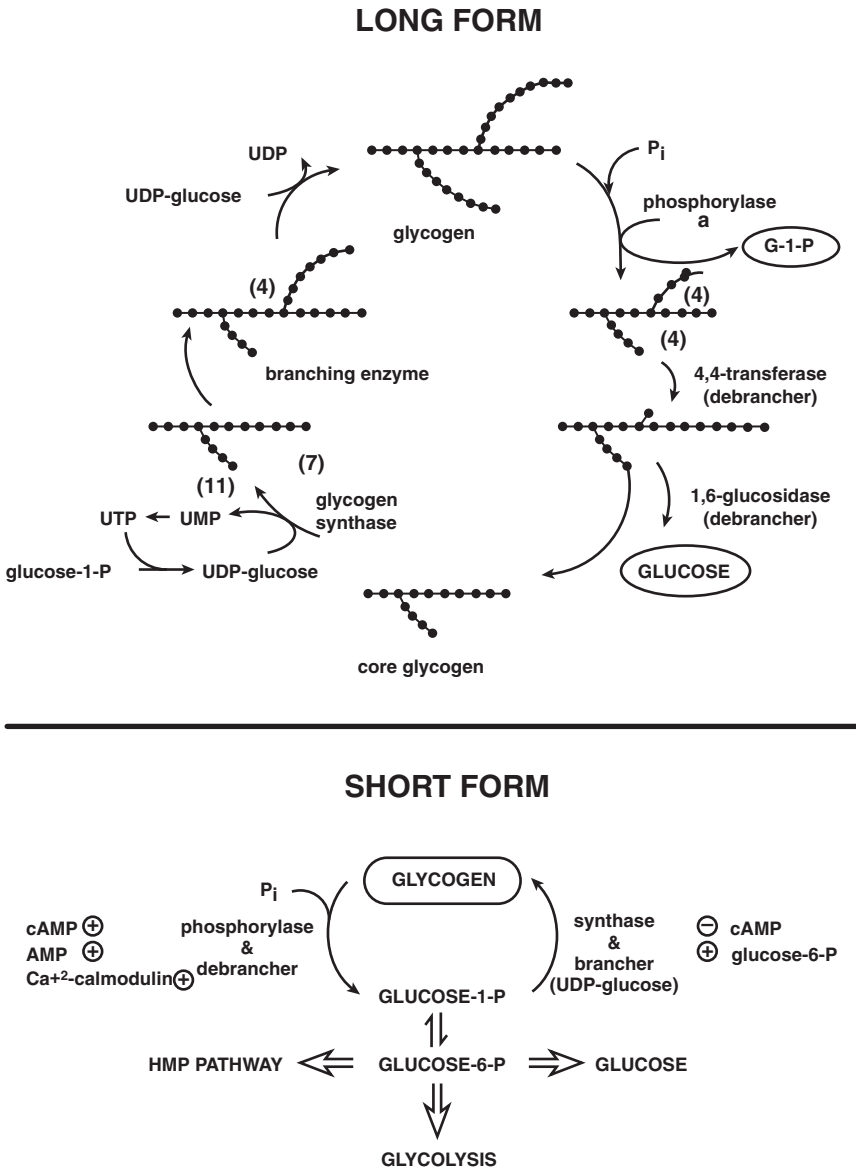 LONG FORM
UDP
UDP-glucose
glycogen
Pi
phosphorylase
a
G-1-P
(4)
branching enzyme
(4)
(4)
4,4-transferase
(debrancher)
(7)
(11)
glycogen
synthase
UTP
UMP
glucose-1-P
UDP-glucose
1,6-glucosidase
(debrancher)
GLUCOSE
core glycogen
SHORT FORM
GLYCOGEN
Pi
phosphorylase
&
debrancher
cAMP +
AMP +
Ca+2-calmodulin +
synthase
&
brancher
(UDP-glucose)
− cAMP
+ glucose-6-P
GLUCOSE-1-P
HMP PATHWAY
GLUCOSE-6-P
GLUCOSE
GLYCOLYSIS